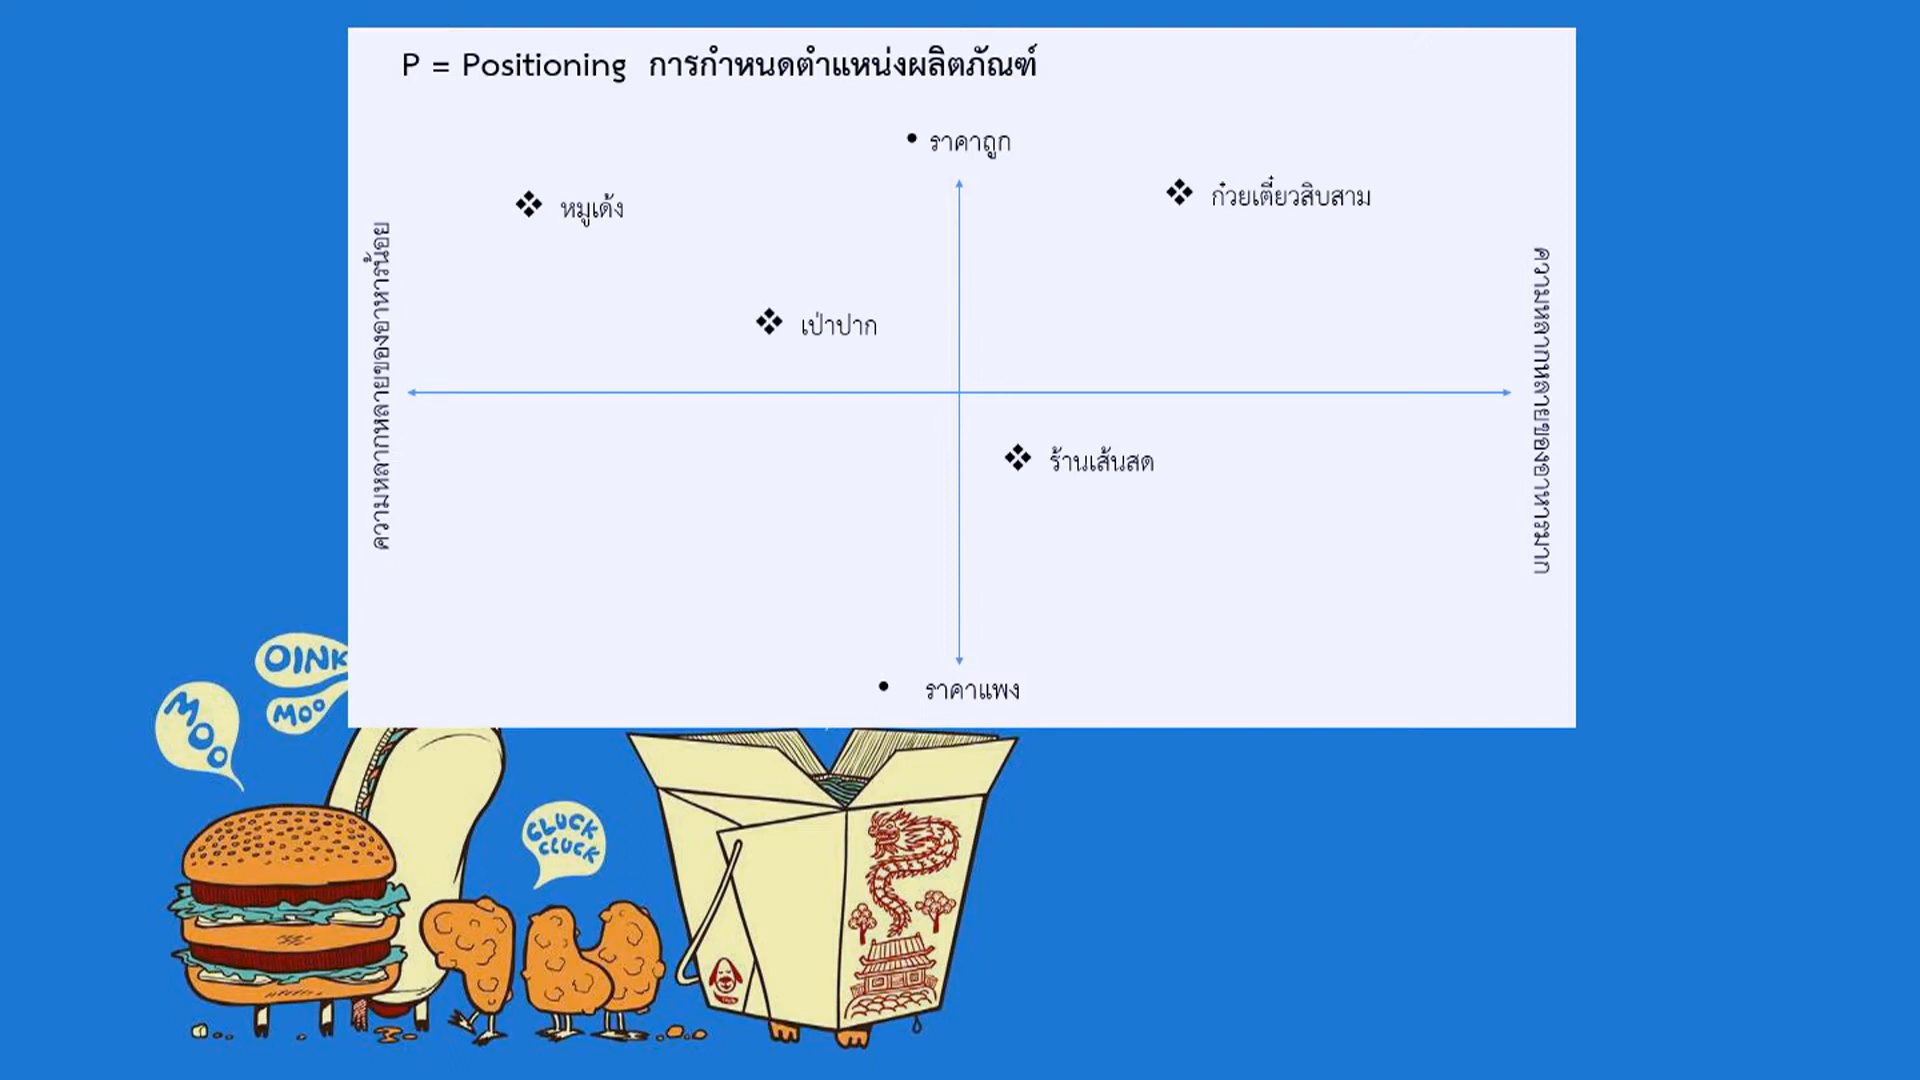 P = Positioning การกำหนดตำแหน่งผลิตภัณฑ์
• ราคาถูก
❖ หมูเด้ง
❖ ก๋วยเตี๋ยวสิบสาม
ความหลากหลายของอาหารน้อย
ความหลากหลายของอาหารมาก
❖ เป่าปาก
❖ ร้านเส้นสด
• ราคาแพง
OINK
MOO
MOO
CLUCK
CLUCK